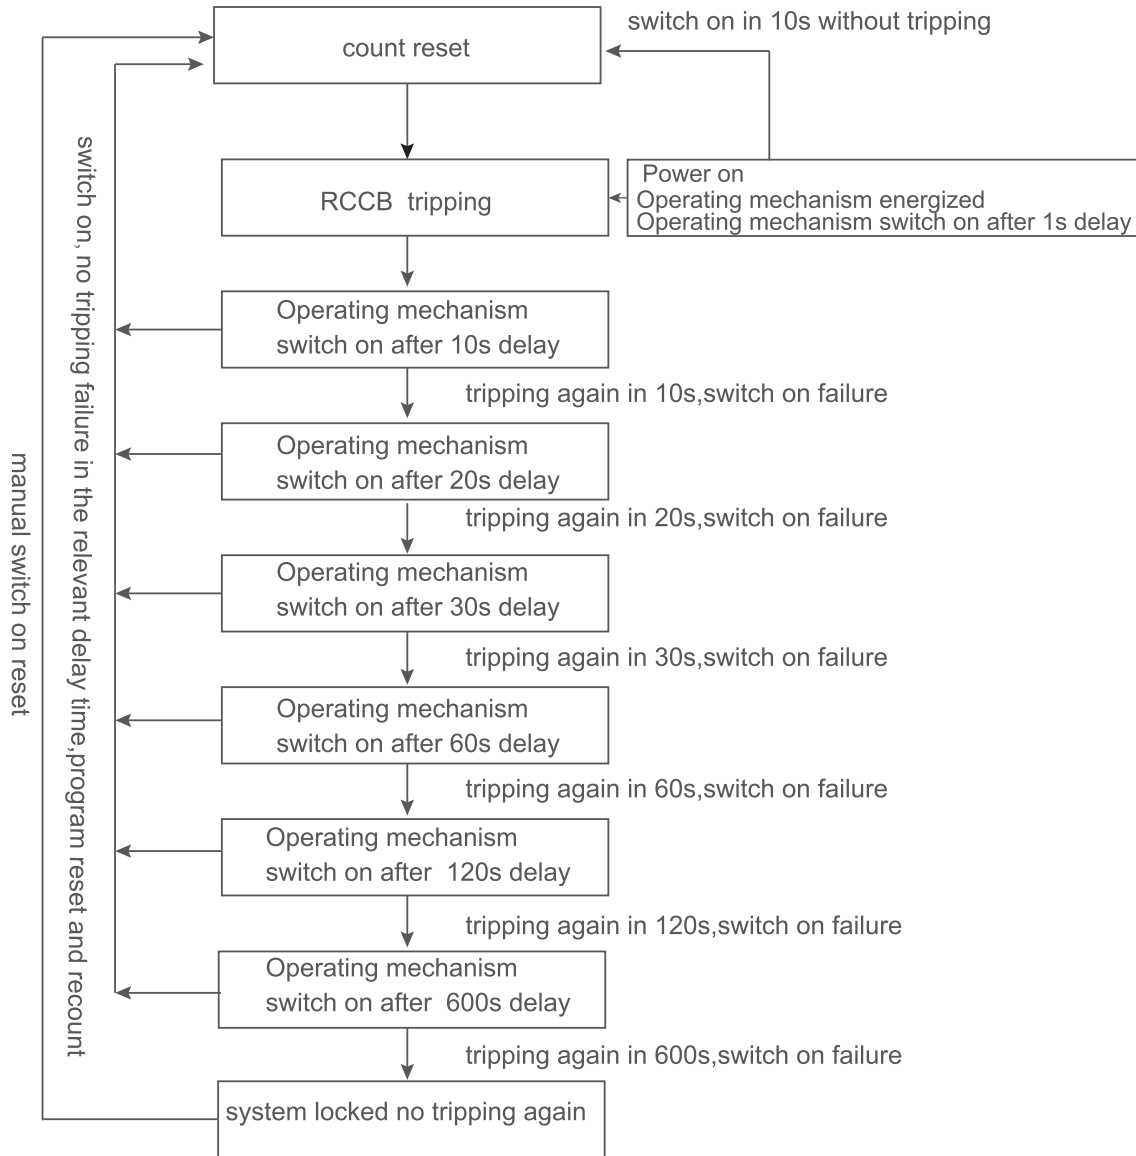 switch on in 10s without tripping
count reset
Power on
Operating mechanism energized
Operating mechanism switch on after 1s delay
RCCB tripping
Operating mechanism
switch on after 10s delay
tripping again in 10s,switch on failure
Operating mechanism
switch on after 20s delay
tripping again in 20s,switch on failure
Operating mechanism
switch on after 30s delay
tripping again in 30s,switch on failure
Operating mechanism
switch on after 60s delay
tripping again in 60s,switch on failure
Operating mechanism
switch on after 120s delay
tripping again in 120s,switch on failure
Operating mechanism
switch on after 600s delay
tripping again in 600s,switch on failure
system locked no tripping again
switch on, no tripping failure in the relevant delay time,program reset and recount
manual switch on reset